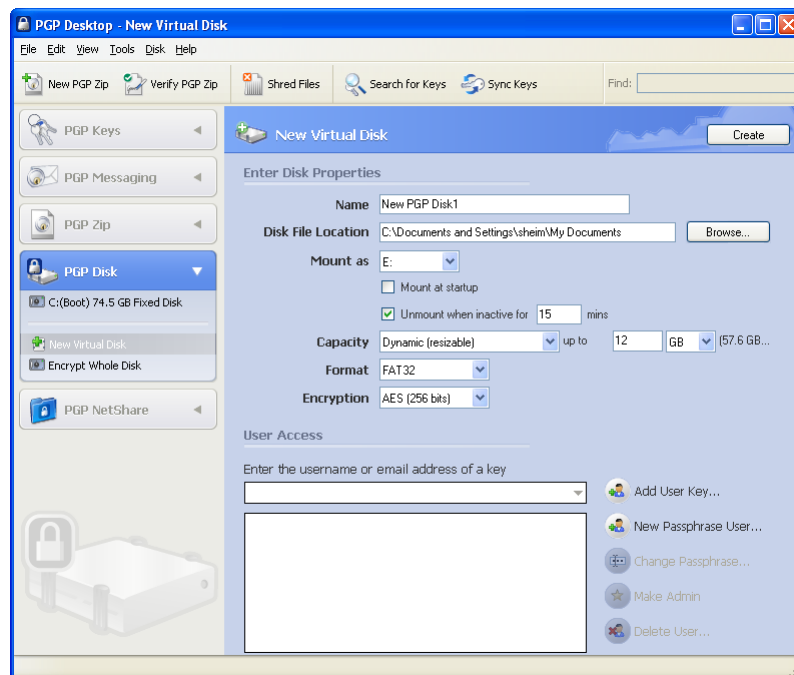 PGP Desktop - New Virtual Disk
File Edit View Tools Disk Help
New PGP Zip Verify PGP Zip Shred Files Search for Keys Sync Keys Find:
PGP Keys
PGP Messaging
PGP Zip
PGP Disk
C:(Boot) 74.5 GB Fixed Disk
New Virtual Disk
Encrypt Whole Disk
PGP NetShare
New Virtual Disk Create
Enter Disk Properties
Name New PGP Disk1
Disk File Location C:\Documents and Settings\sheim\My Documents Browse...
Mount as E:
Mount at startup
Unmount when inactive for 15 mins
Capacity Dynamic (resizable) up to 12 GB (57.6 GB...
Format FAT32
Encryption AES (256 bits)
User Access
Enter the username or email address of a key
Add User Key...
New Passphrase User...
Change Passphrase...
Make Admin
Delete User...